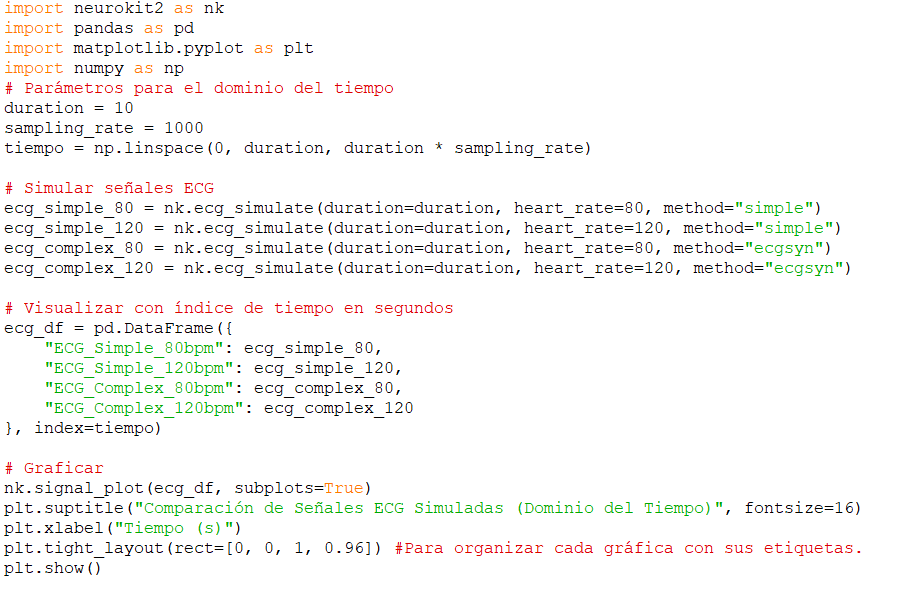 import neurokit2 as nk
import pandas as pd
import matplotlib.pyplot as plt
import numpy as np
# Parámetros para el dominio del tiempo
duration = 10
sampling_rate = 1000
tiempo = np.linspace(0, duration, duration * sampling_rate)

# Simular señales ECG
ecg_simple_80 = nk.ecg_simulate(duration=duration, heart_rate=80, method="simple")
ecg_simple_120 = nk.ecg_simulate(duration=duration, heart_rate=120, method="simple")
ecg_complex_80 = nk.ecg_simulate(duration=duration, heart_rate=80, method="ecgsyn")
ecg_complex_120 = nk.ecg_simulate(duration=duration, heart_rate=120, method="ecgsyn")

# Visualizar con índice de tiempo en segundos
ecg_df = pd.DataFrame({
    "ECG_Simple_80bpm": ecg_simple_80,
    "ECG_Simple_120bpm": ecg_simple_120,
    "ECG_Complex_80bpm": ecg_complex_80,
    "ECG_Complex_120bpm": ecg_complex_120
}, index=tiempo)

# Graficar
nk.signal_plot(ecg_df, subplots=True)
plt.suptitle("Comparación de Señales ECG Simuladas (Dominio del Tiempo)", fontsize=16)
plt.xlabel("Tiempo (s)")
plt.tight_layout(rect=[0, 0, 1, 0.96]) #Para organizar cada gráfica con sus etiquetas.
plt.show()